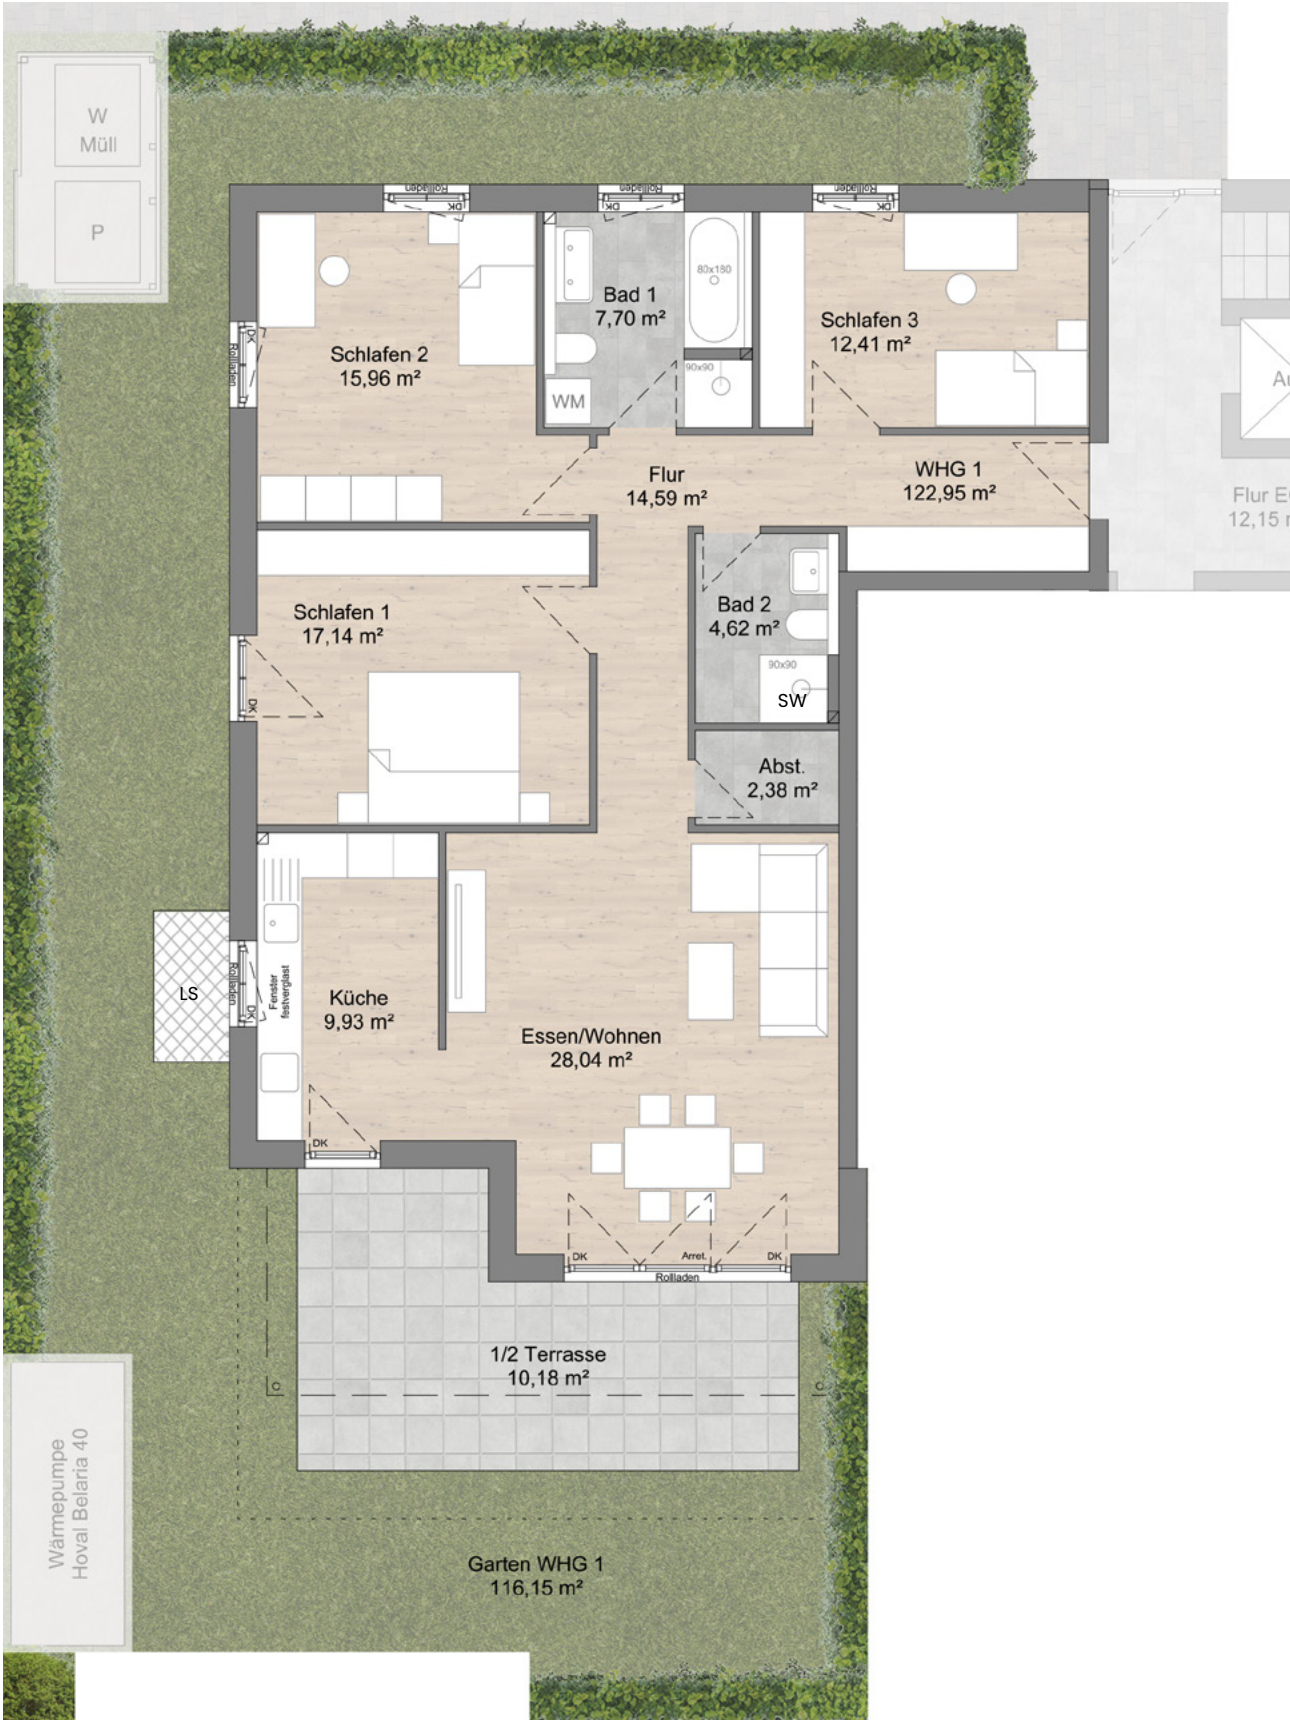 W
Müll
P
Rollladen
DK
Rollladen
DK
Rollladen
DK
Bad 1
7,70 m²
80x180
Schlafen 3
12,41 m²
DK
Rollladen
Schlafen 2
15,96 m²
90x90
WM
Flur
14,59 m²
WHG 1
122,95 m²
Schlafen 1
17,14 m²
Bad 2
4,62 m²
90x90
SW
DK
Abst.
2,38 m²
LS
Rollladen
DK
Fenster
festverglast
Küche
9,93 m²
Essen/Wohnen
28,04 m²
DK
DK
Arret.
DK
Rollladen
1/2 Terrasse
10,18 m²
Wärmepumpe
Hoval Belaria 40
Garten WHG 1
116,15 m²
Flur
12,15